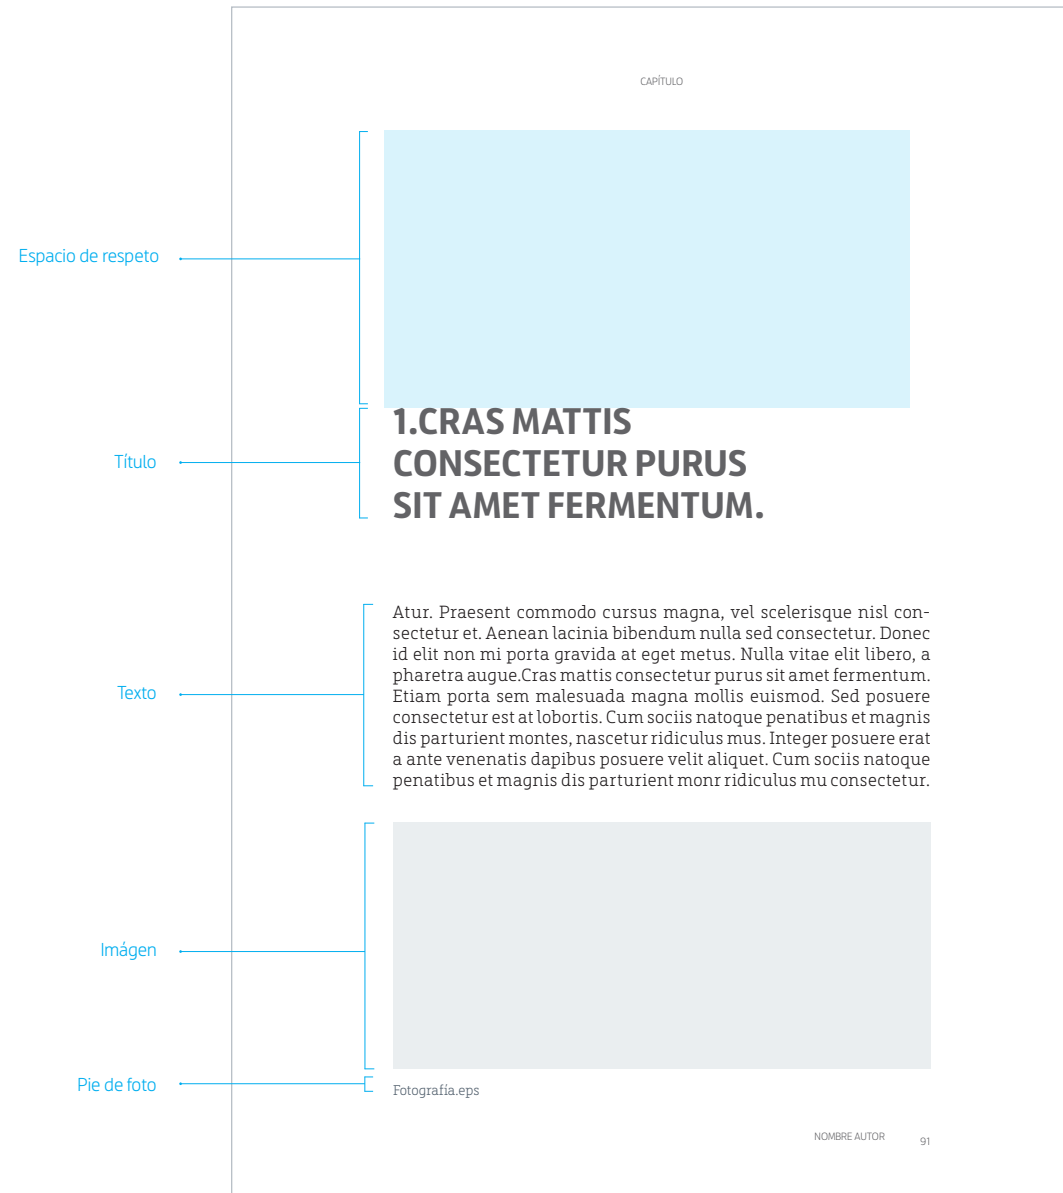 CAPÍTULO
Espacio de respeto
1.CRAS MATTIS
CONSECTETUR PURUS
SIT AMET FERMENTUM.
Título
Atur. Praesent commodo cursus magna, vel scelerisque nisl con-
sectetur et. Aenean lacinia bibendum nulla sed consectetur. Donec
id elit non mi porta gravida at eget metus. Nulla vitae elit libero, a
pharetra augue.Cras mattis consectetur purus sit amet fermentum.
Etiam porta sem malesuada magna mollis euismod. Sed posuere
consectetur est at lobortis. Cum sociis natoque penatibus et magnis
dis parturient montes, nascetur ridiculus mus. Integer posuere erat
a ante venenatis dapibus posuere velit aliquet. Cum sociis natoque
penatibus et magnis dis parturient monr ridiculus mu consectetur.
Texto
Imágen
Pie de foto
Fotografía.eps
NOMBRE AUTOR
91